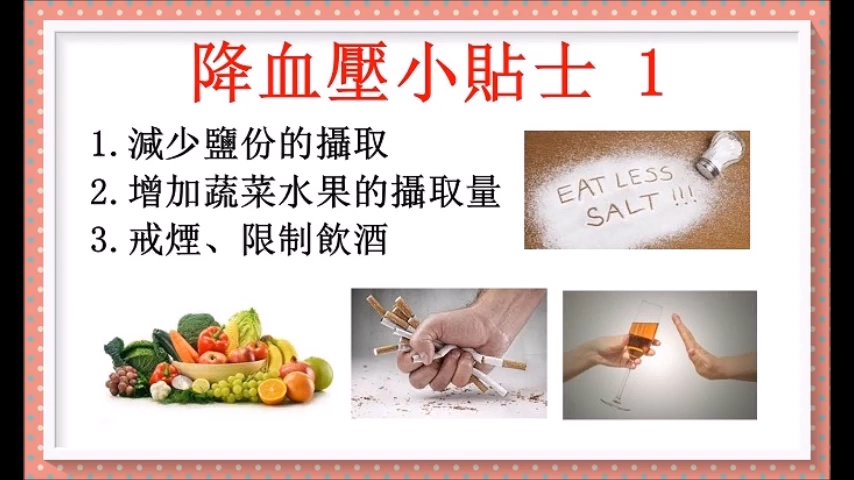 降血壓小貼士 1
1.減少鹽份的攝取
2.增加蔬菜水果的攝取量
3.戒煙、限制飲酒
EAT LESS
SALT !!!